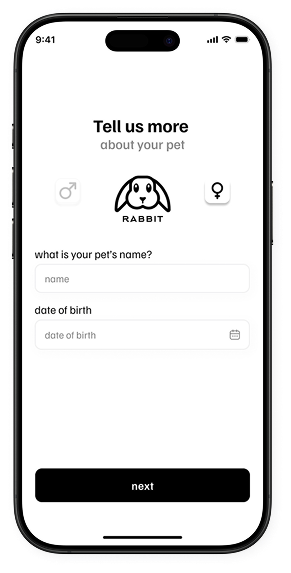 9:41
Tell us more
about your pet
RABBIT
what is your pet's name?
name
date of birth
date of birth
next